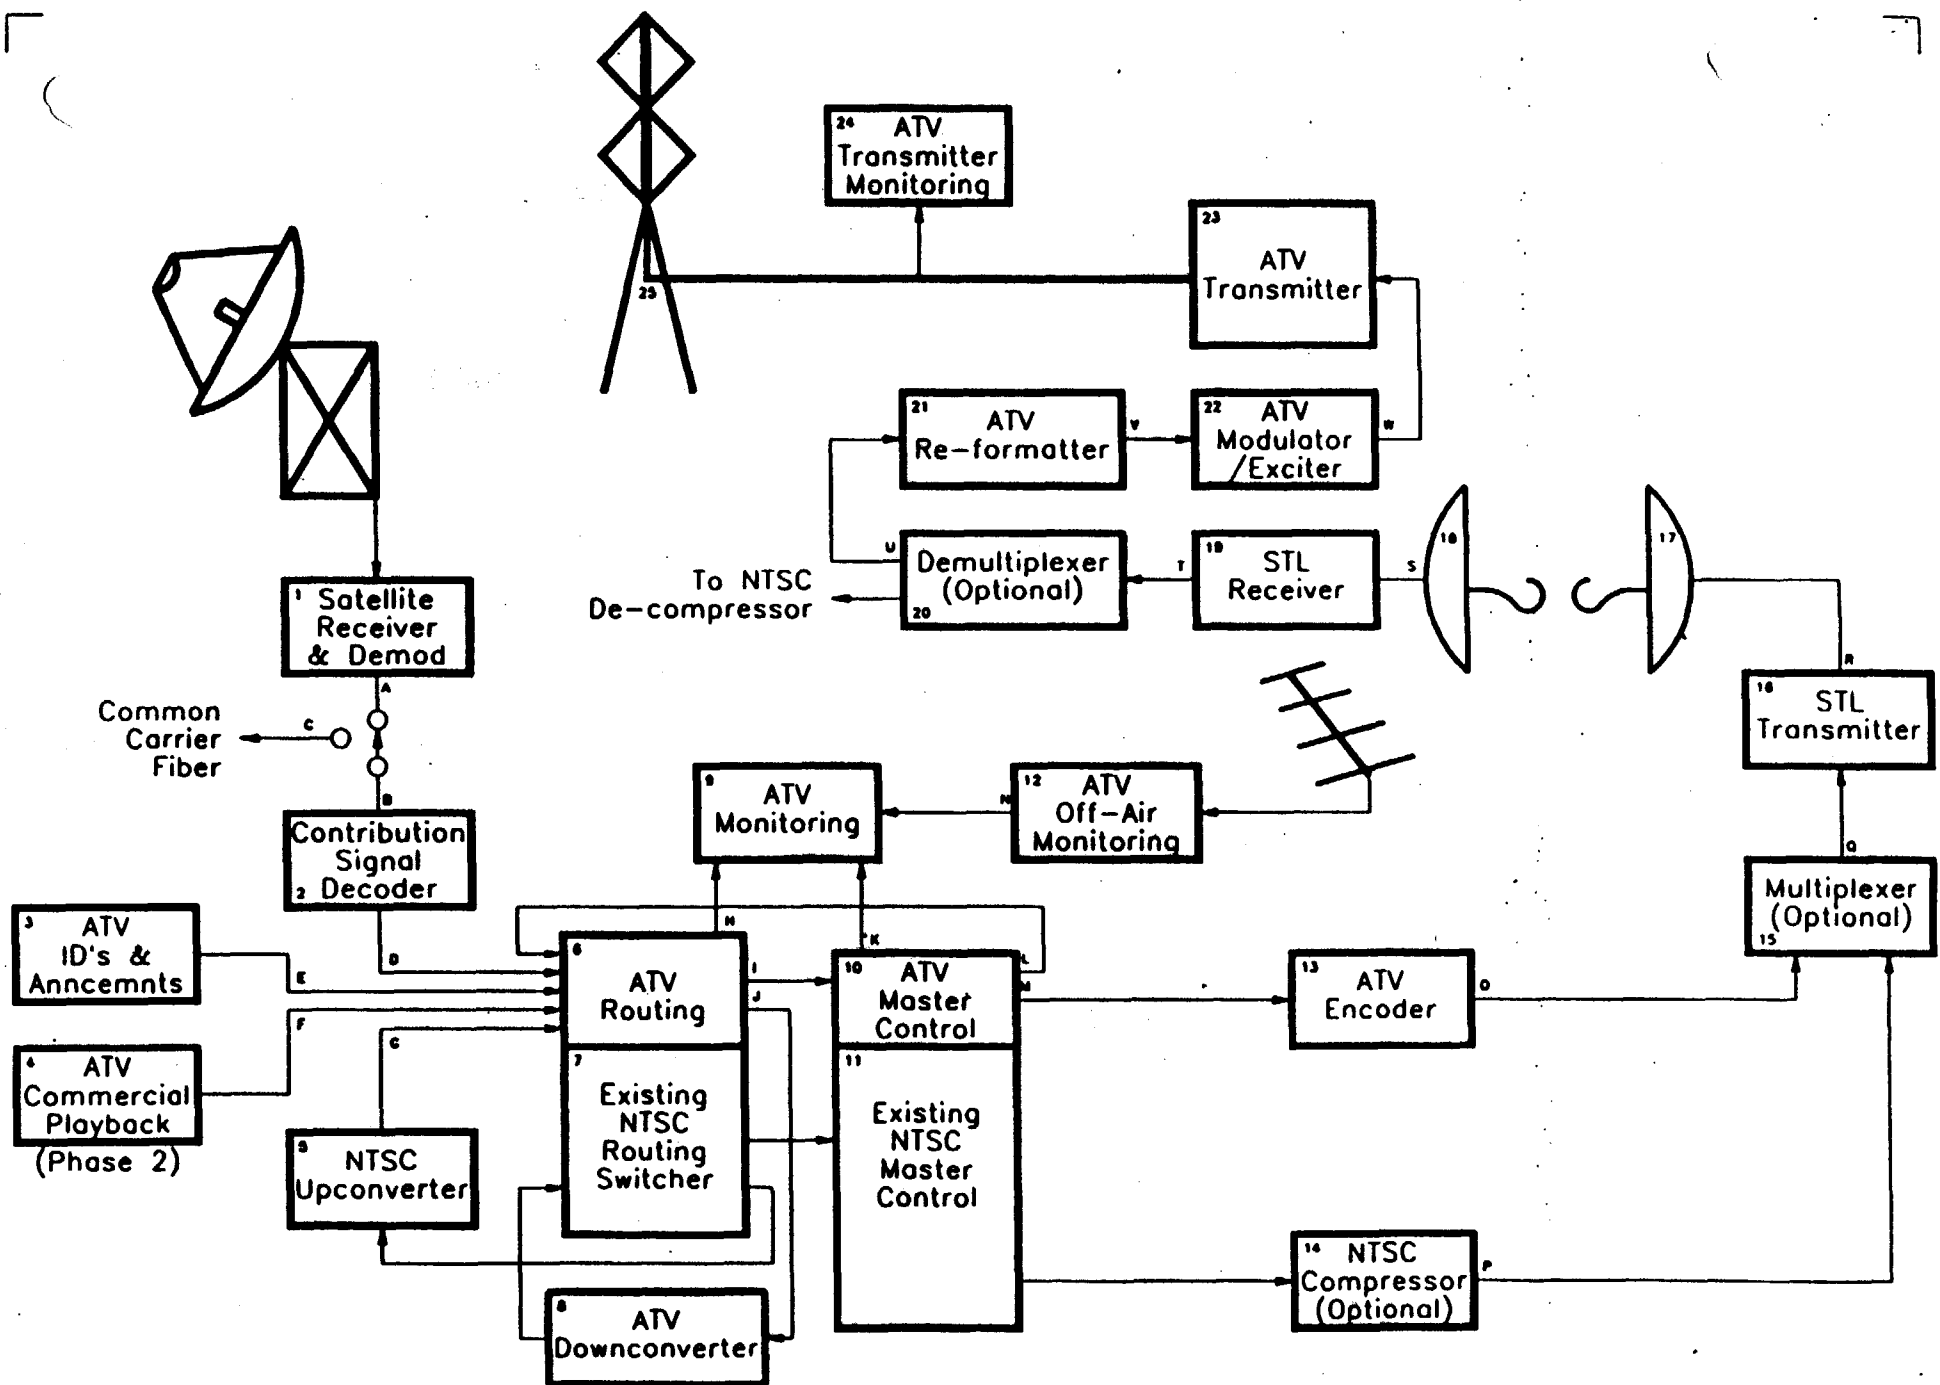 24 ATV
Transmitter
Monitoring
23
ATV
Transmitter
25
21
ATV
Re-formatter
V
22 ATV
Modulator
/Exciter
W
U
Demultiplexer
(Optional)
20
T
19
STL
Receiver
S
18
17
To NTSC
De-compressor
1
Satellite
Receiver
& Demod
A
R
16
STL
Transmitter
Common
Carrier
Fiber
C
B
9
ATV
Monitoring
N
12 ATV
Off-Air
Monitoring
Contribution
Signal
2 Decoder
Q
Multiplexer
(Optional)
15
3 ATV
ID's &
Anncemnts
D
E
F
G
H
K
L
M
6
ATV
Routing
I
J
10 ATV
Master
Control
13
ATV
Encoder
O
4 ATV
Commercial
Playback
(Phase 2)
7
Existing
NTSC
Routing
Switcher
11
Existing
NTSC
Master
Control
5
NTSC
Upconverter
8
ATV
Downconverter
14 NTSC
Compressor
(Optional)
P